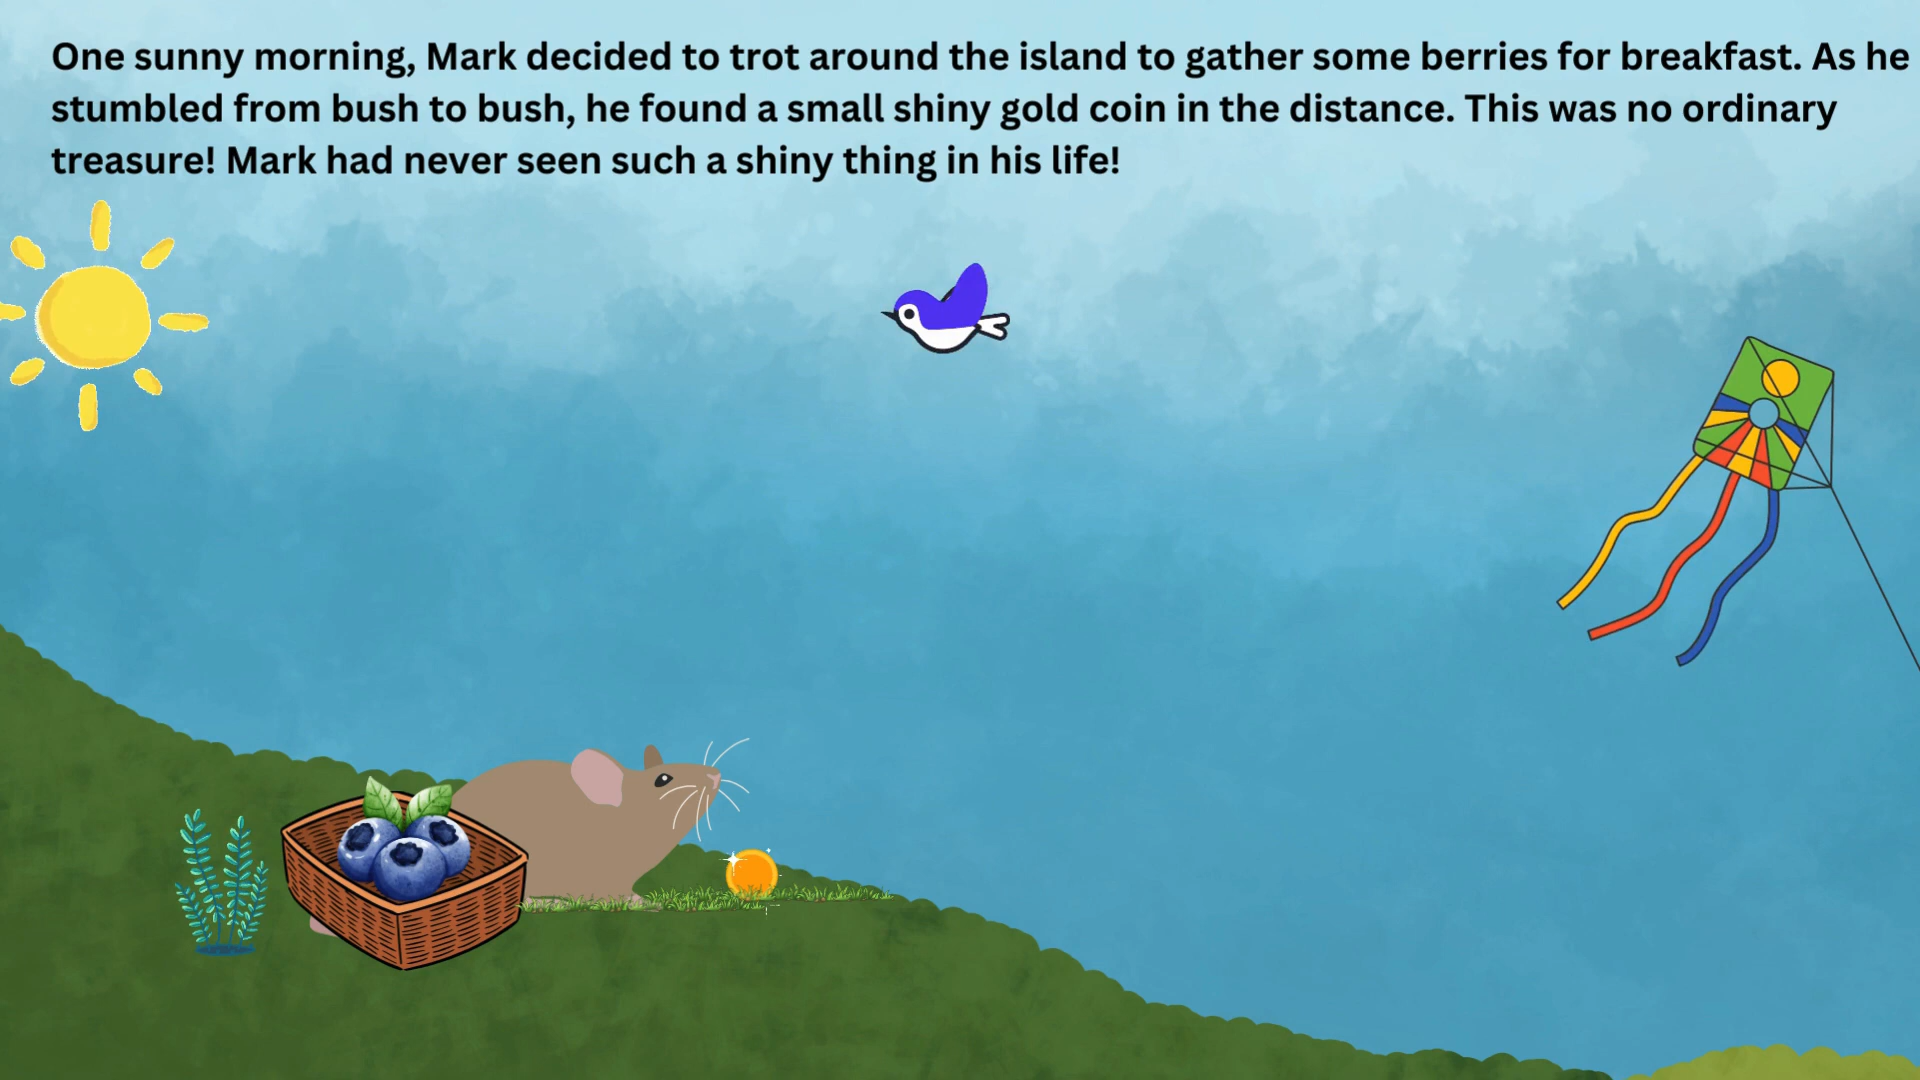 One sunny morning, Mark decided to trot around the island to gather some berries for breakfast. As he
stumbled from bush to bush, he found a small shiny gold coin in the distance. This was no ordinary
treasure! Mark had never seen such a shiny thing in his life!